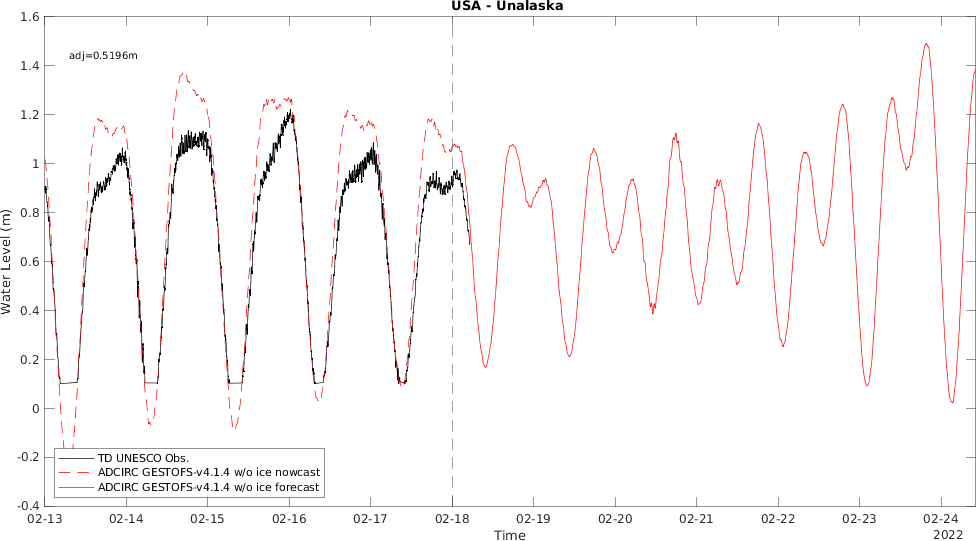 USA - Unalaska
1.6
1.4
1.2
1
0.8
0.6
0.4
0.2
0
-0.2
-0.4
Water Level (m)
adj=0.5196m
TD UNESCO Obs.
ADCIRC GESTOFS-v4.1.4 w/o ice nowcast
ADCIRC GESTOFS-v4.1.4 w/o ice forecast
02-13 02-14 02-15 02-16 02-17 02-18 02-19 02-20 02-21 02-22 02-23 02-24
Time
2022